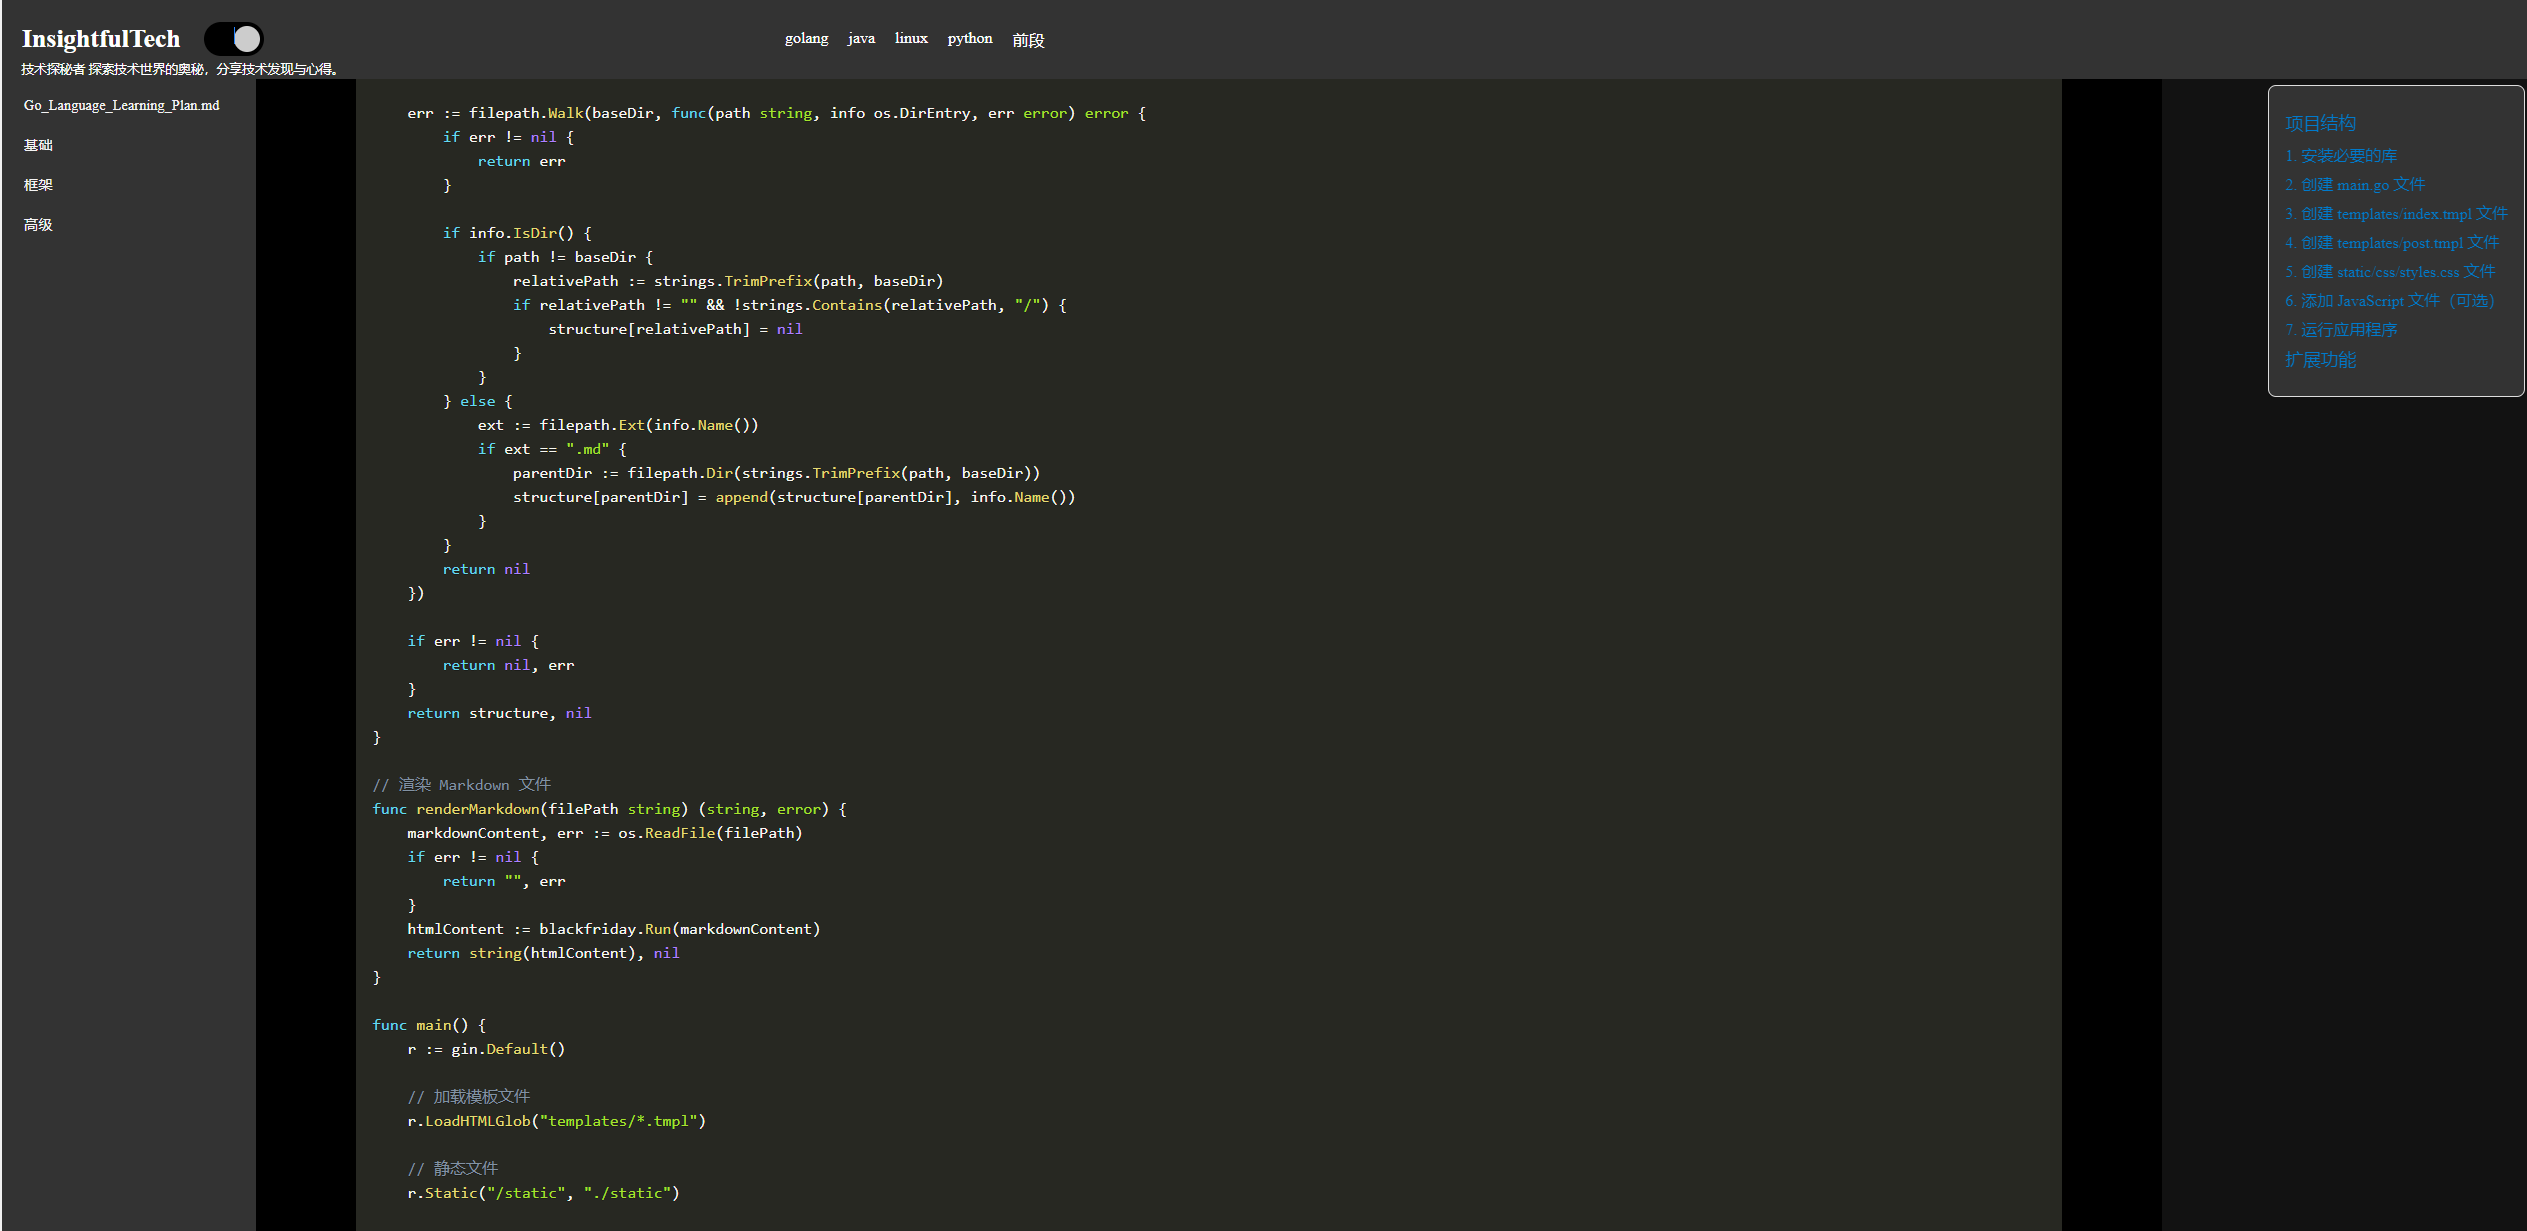 InsightfulTech
golang java linux python 前段
技术探秘者 探索技术世界的奥秘，分享技术发现与心得。
Go_Language_Learning_Plan.md
基础
框架
高级
    err := filepath.Walk(baseDir, func(path string, info os.DirEntry, err error) error {
        if err != nil {
            return err
        }

        if info.IsDir() {
            if path != baseDir {
                relativePath := strings.TrimPrefix(path, baseDir)
                if relativePath != "" && !strings.Contains(relativePath, "/") {
                    structure[relativePath] = nil
                }
            }
        } else {
            ext := filepath.Ext(info.Name())
            if ext == ".md" {
                parentDir := filepath.Dir(strings.TrimPrefix(path, baseDir))
                structure[parentDir] = append(structure[parentDir], info.Name())
            }
        }
        return nil
    })

    if err != nil {
        return nil, err
    }
    return structure, nil
}

// 渲染 Markdown 文件
func renderMarkdown(filePath string) (string, error) {
    markdownContent, err := os.ReadFile(filePath)
    if err != nil {
        return "", err
    }
    htmlContent := blackfriday.Run(markdownContent)
    return string(htmlContent), nil
}

func main() {
    r := gin.Default()

    // 加载模板文件
    r.LoadHTMLGlob("templates/*.tmpl")

    // 静态文件
    r.Static("/static", "./static")
项目结构
1. 安装必要的库
2. 创建 main.go 文件
3. 创建 templates/index.tmpl 文件
4. 创建 templates/post.tmpl 文件
5. 创建 static/css/styles.css 文件
6. 添加 JavaScript 文件（可选）
7. 运行应用程序
扩展功能